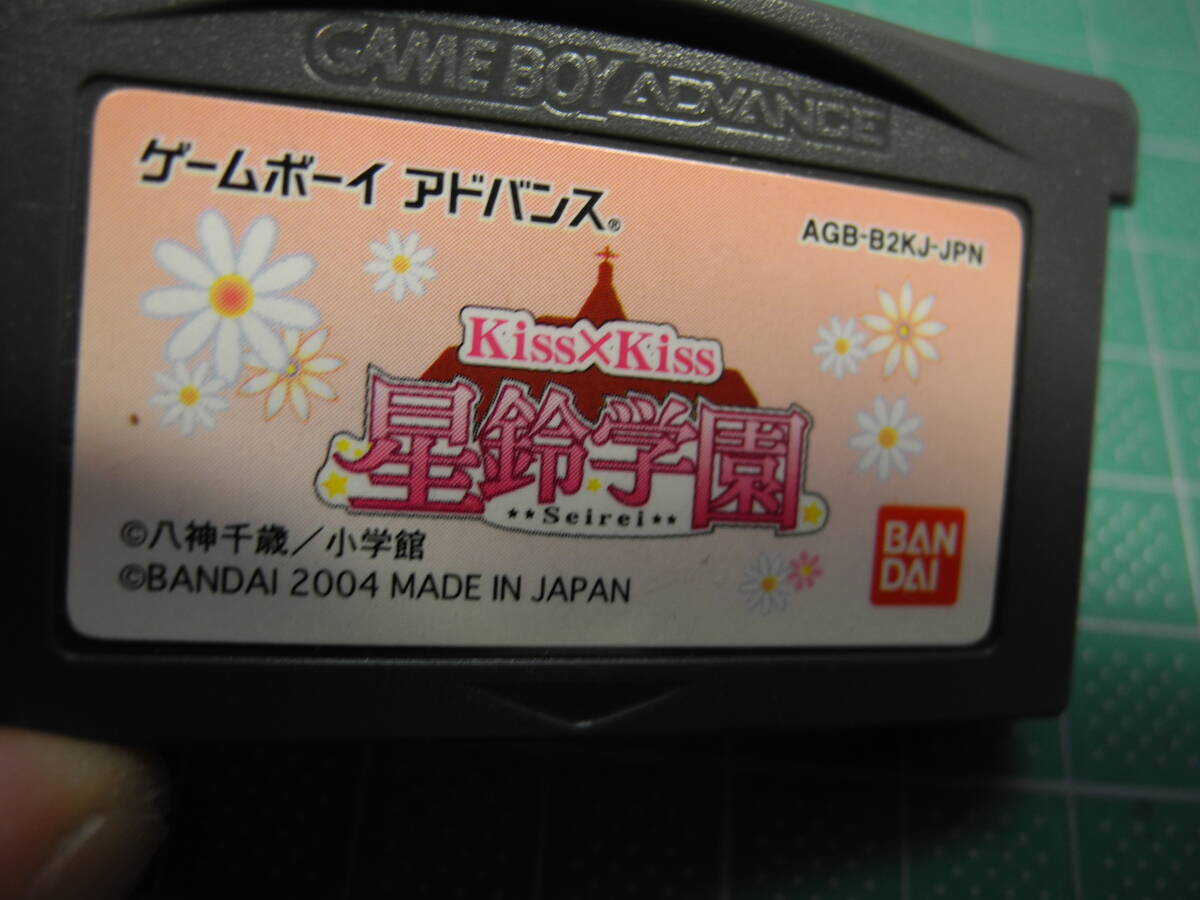 GAME BOY ADVANCE
ゲームボーイ アドバンス®
AGB-B2KJ-JPN
Kiss×Kiss
星鈴学園
**Seirei**
©八神千歳／小学館
©BANDAI 2004 MADE IN JAPAN
BAN
DAI